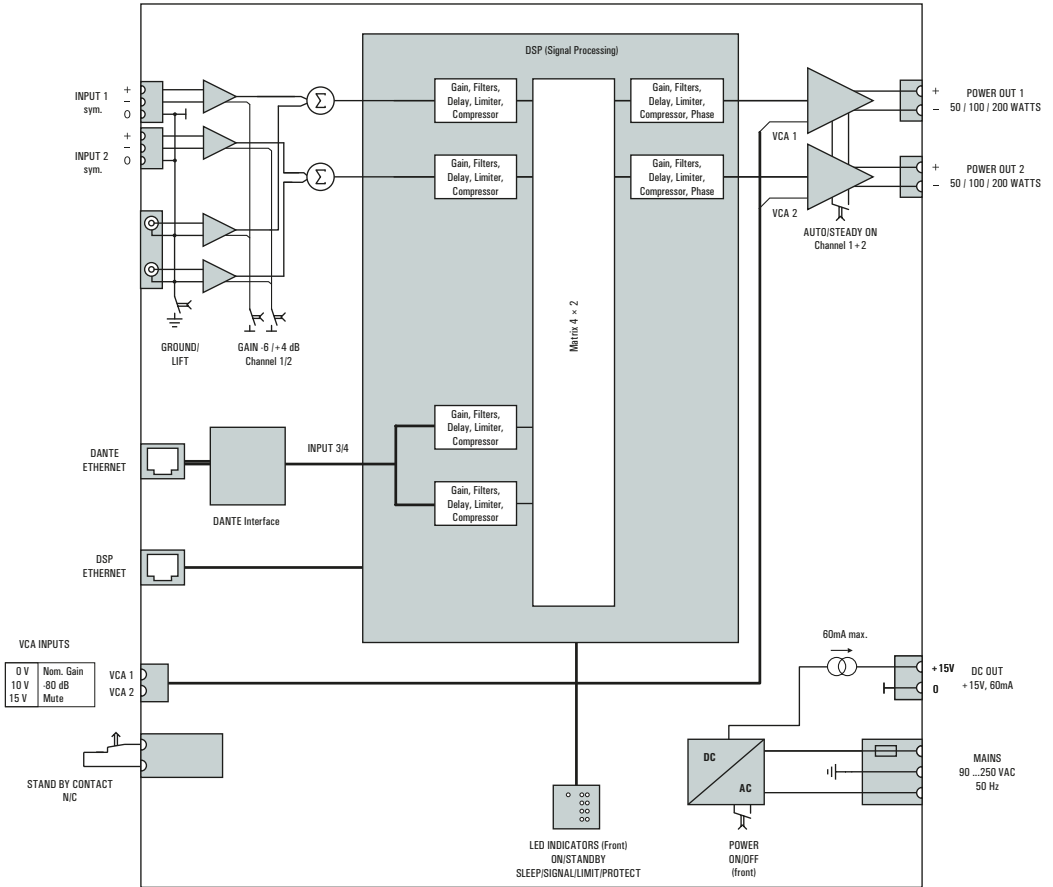 DSP (Signal Processing)
INPUT 1
sym.
+
–
0
INPUT 2
sym.
+
–
0
Σ
Σ
Gain, Filters,
Delay, Limiter,
Compressor
Gain, Filters,
Delay, Limiter,
Compressor
Matrix 4 × 2
Gain, Filters,
Delay, Limiter,
Compressor, Phase
Gain, Filters,
Delay, Limiter,
Compressor, Phase
VCA 1
VCA 2
+
–
POWER OUT 1
50 / 100 / 200 WATTS
+
–
POWER OUT 2
50 / 100 / 200 WATTS
AUTO/STEADY ON
Channel 1 + 2
GROUND/
LIFT
GAIN -6 /+4 dB
Channel 1/2
DANTE
ETHERNET
DANTE Interface
INPUT 3/4
Gain, Filters,
Delay, Limiter,
Compressor
Gain, Filters,
Delay, Limiter,
Compressor
DSP
ETHERNET
VCA INPUTS
0 V Nom. Gain
10 V -80 dB
15 V Mute
VCA 1
VCA 2
STAND BY CONTACT
N/C
60mA max.
+ 15V
0
DC OUT
+ 15V, 60mA
DC
AC
MAINS
90 ...250 VAC
50 Hz
LED INDICATORS (Front)
ON/STANDBY
SLEEP/SIGNAL/LIMIT/PROTECT
POWER
ON/OFF
(front)